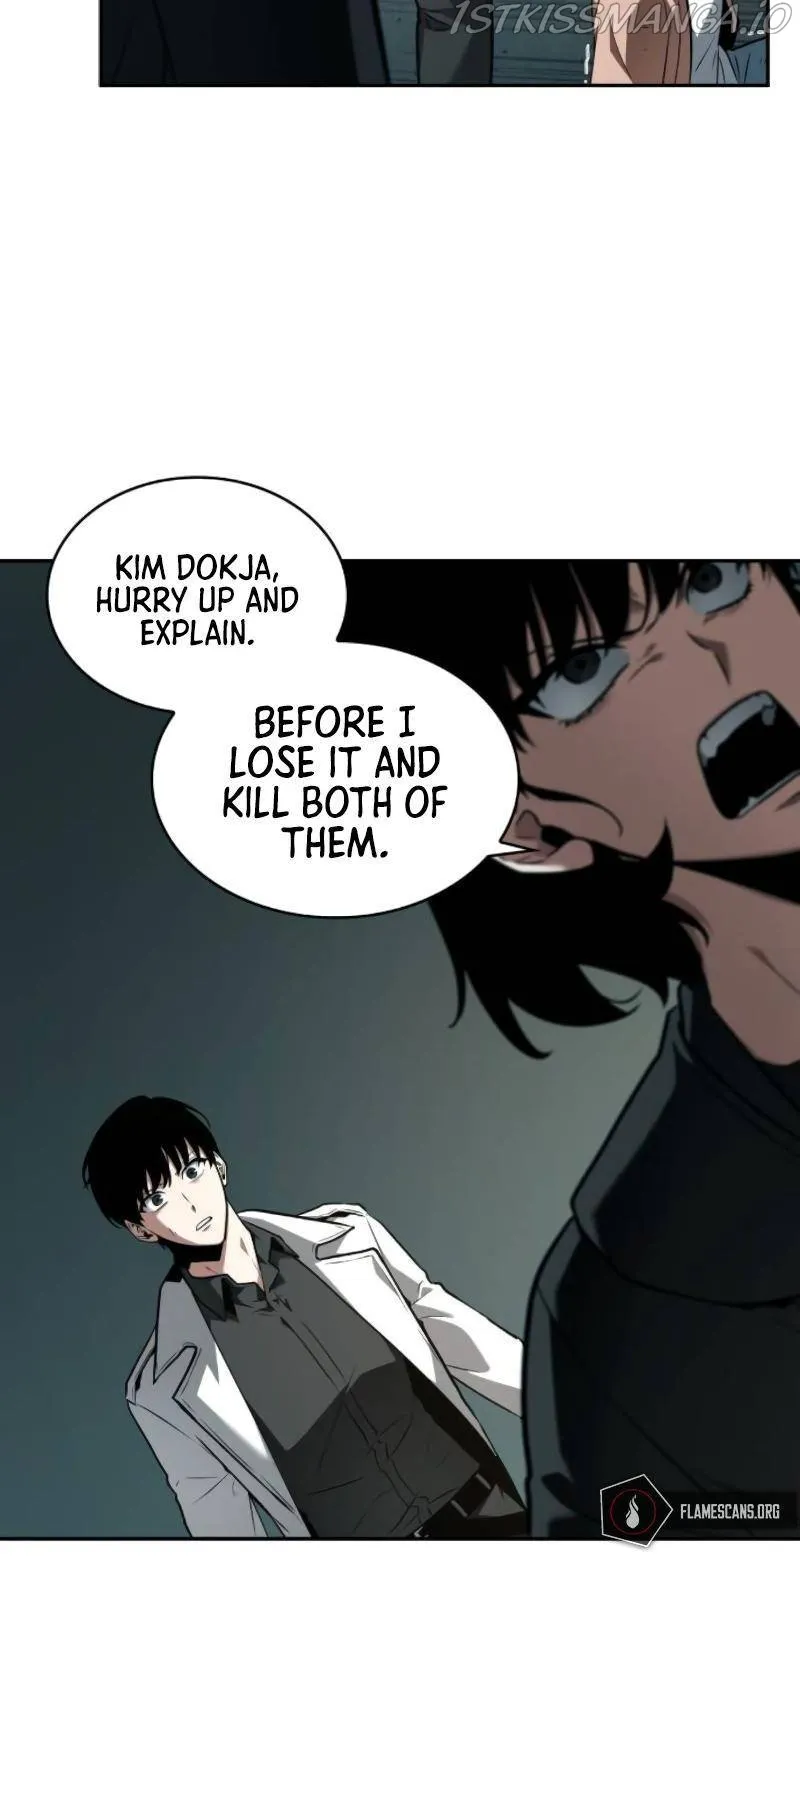 1STKISSMANGA.IO
KIM DOKJA,
HURRY UP AND
EXPLAIN.
BEFORE I
LOSE IT AND
KILL BOTH OF
THEM.
FLAMESCANS.ORG